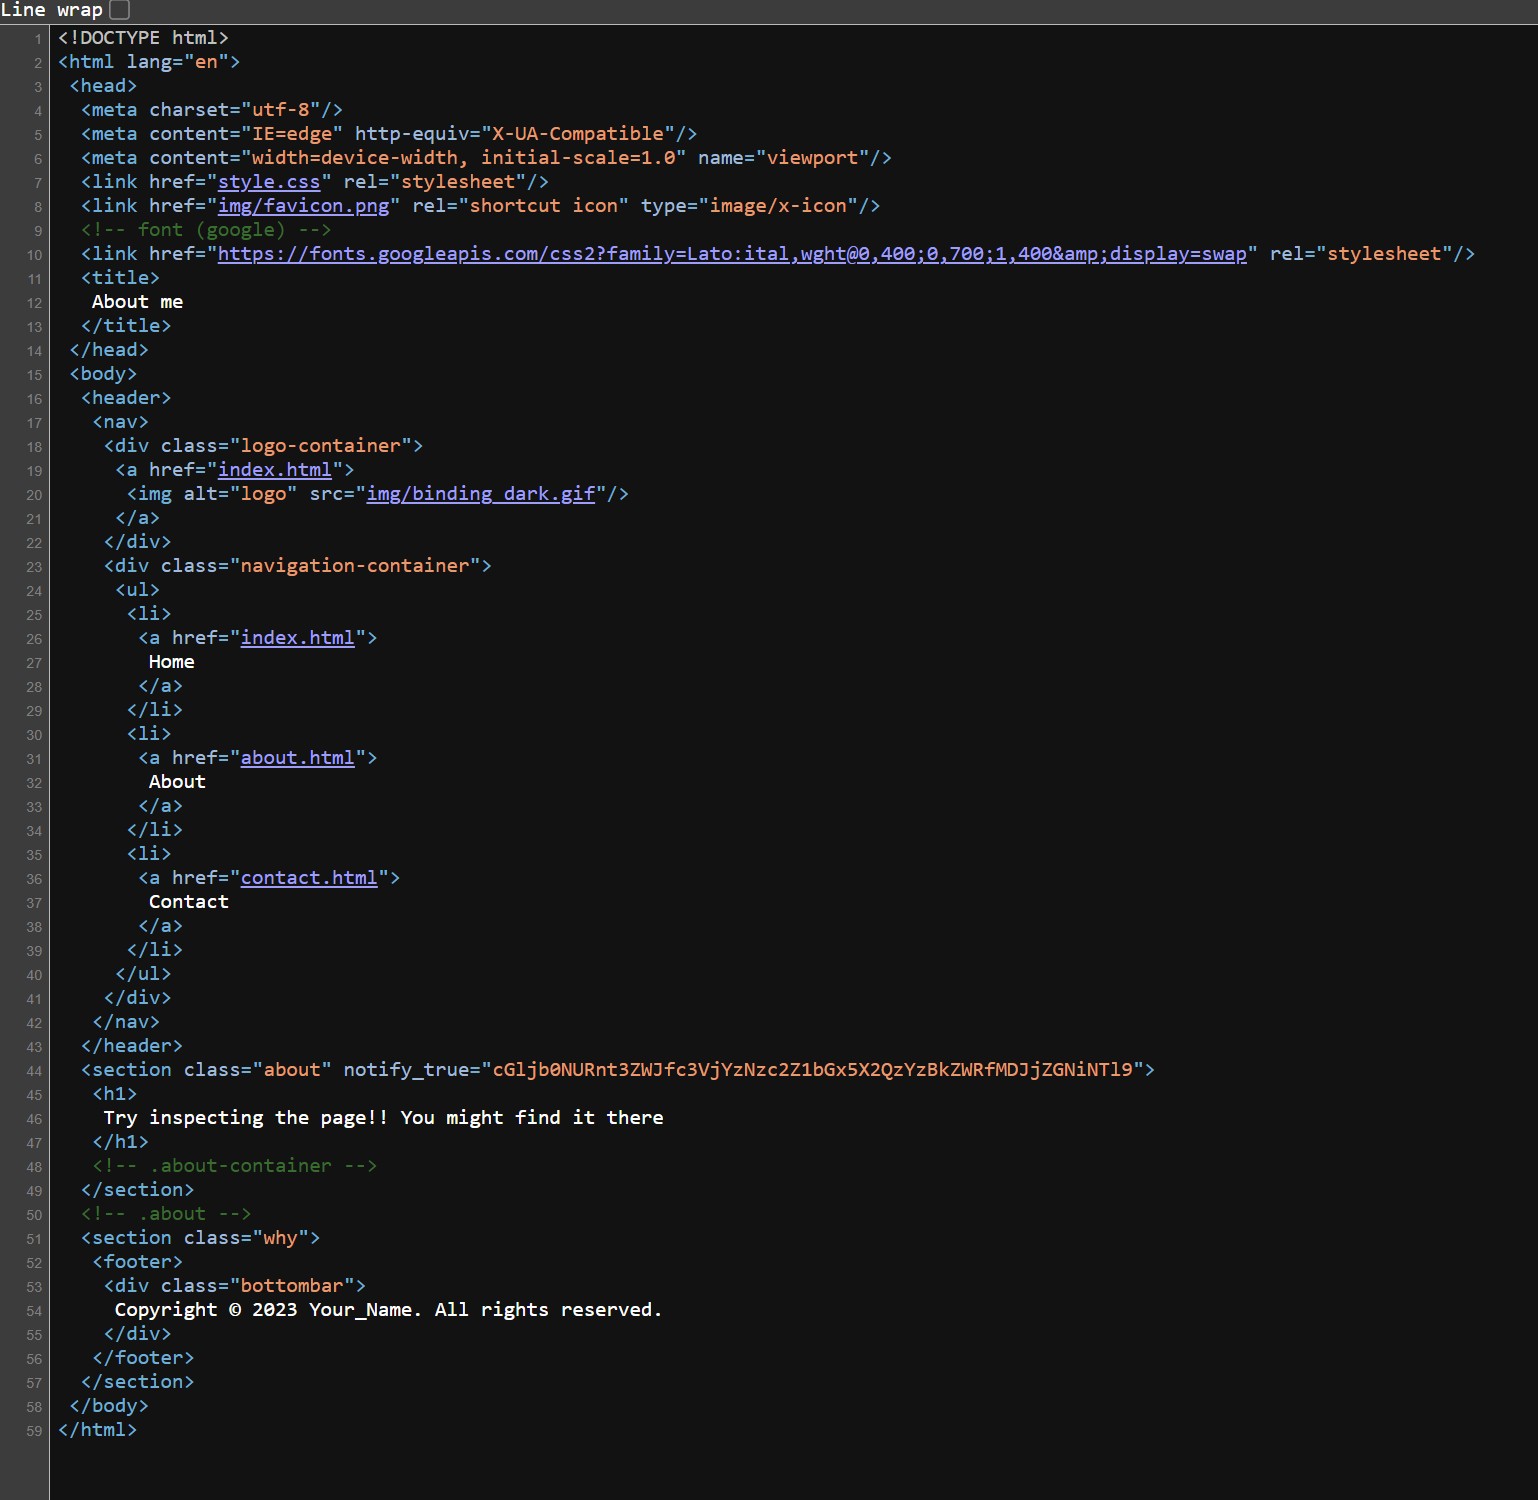 Line wrap
1 <!DOCTYPE html>
2 <html lang="en">
3 <head>
4 <meta charset="utf-8"/>
5 <meta content="IE=edge" http-equiv="X-UA-Compatible"/>
6 <meta content="width=device-width, initial-scale=1.0" name="viewport"/>
7 <link href="style.css" rel="stylesheet"/>
8 <link href="img/favicon.png" rel="shortcut icon" type="image/x-icon"/>
9 <!-- font (google) -->
10 <link href="https://fonts.googleapis.com/css2?family=Lato:ital,wght@0,400;0,700;1,400&amp;display=swap" rel="stylesheet"/>
11 <title>
12 About me
13 </title>
14 </head>
15 <body>
16 <header>
17 <nav>
18 <div class="logo-container">
19 <a href="index.html">
20 <img alt="logo" src="img/binding_dark.gif"/>
21 </a>
22 </div>
23 <div class="navigation-container">
24 <ul>
25 <li>
26 <a href="index.html">
27 Home
28 </a>
29 </li>
30 <li>
31 <a href="about.html">
32 About
33 </a>
34 </li>
35 <li>
36 <a href="contact.html">
37 Contact
38 </a>
39 </li>
40 </ul>
41 </div>
42 </nav>
43 </header>
44 <section class="about" notify_true="cGljb0NURnt3ZWJfc3VjYzNzc2Z1bGx5X2QzYzBkZWRfMDJjZGNiNTl9">
45 <h1>
46 Try inspecting the page!! You might find it there
47 </h1>
48 <!-- .about-container -->
49 </section>
50 <!-- .about -->
51 <section class="why">
52 <footer>
53 <div class="bottombar">
54 Copyright © 2023 Your_Name. All rights reserved.
55 </div>
56 </footer>
57 </section>
58 </body>
59 </html>